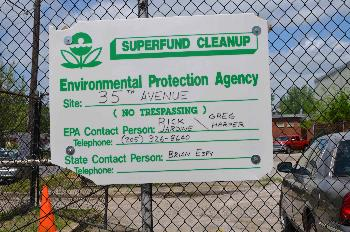 SUPERFUND CLEANUP
Environmental Protection Agency
Site: 35TH AVENUE
( NO TRESPASSING )
EPA Contact Person: RICK JARDINE \ GREG HARPER
Telephone: (205) 326-8640
State Contact Person: BRIAN ESPY
Telephone: